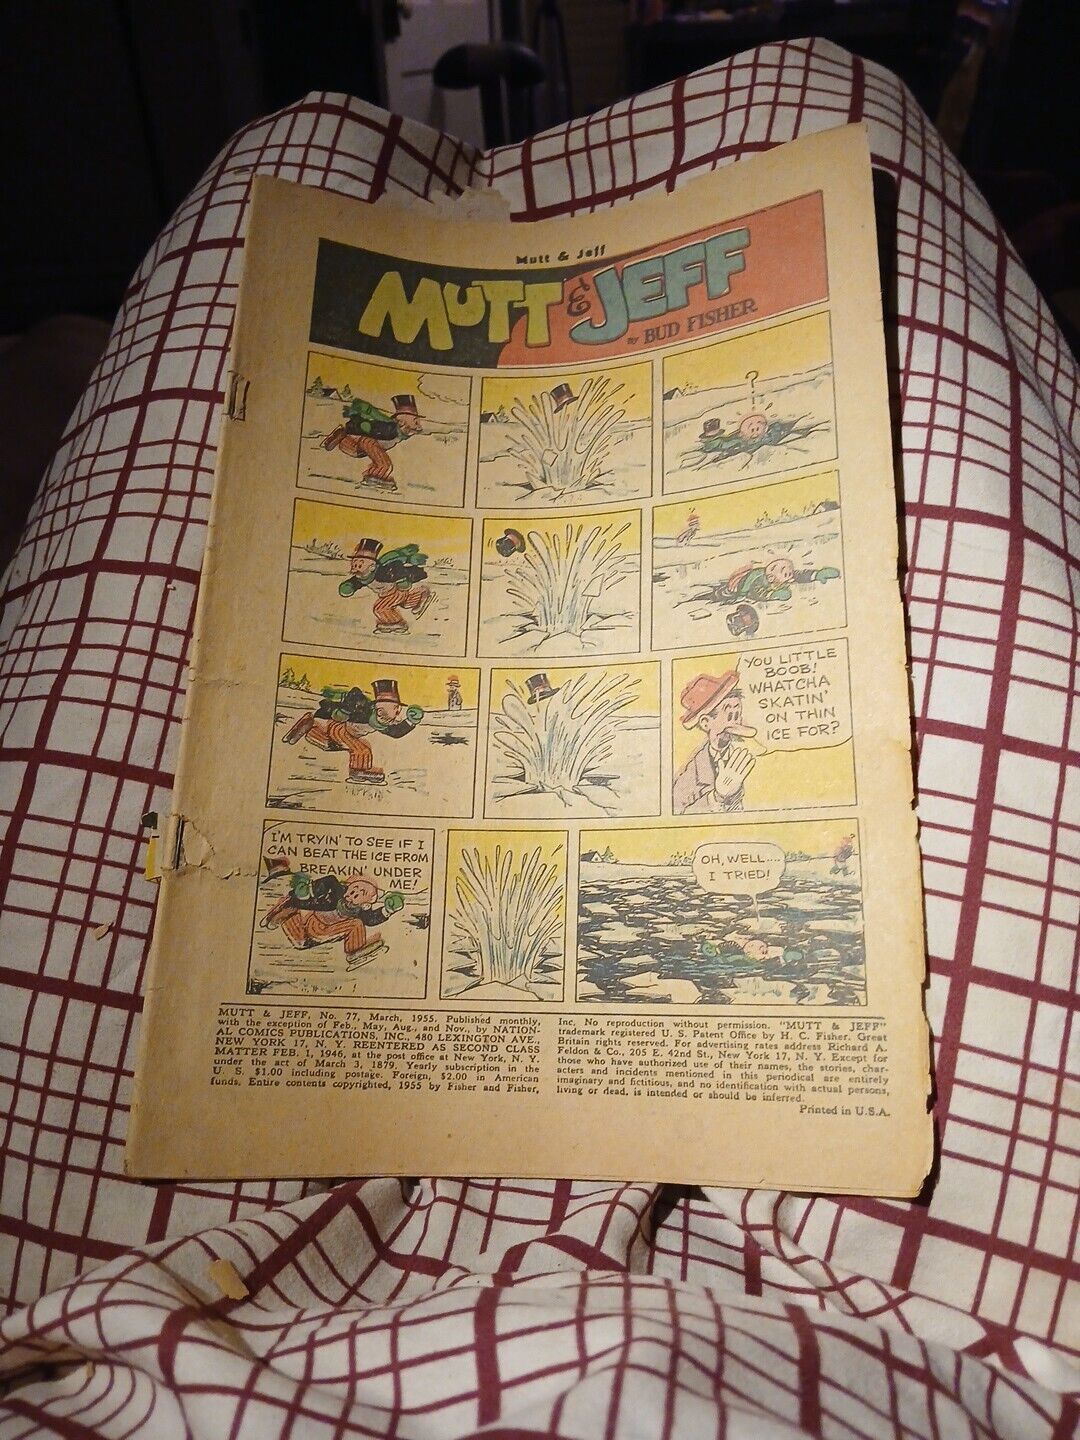 Mutt & Jeff
MUTT & JEFF
BY BUD FISHER
?
YOU LITTLE
BOOB!
WHATCHA
SKATIN'
ON THIN
ICE FOR?
I'M TRYIN' TO SEE IF I
CAN BEAT THE ICE FROM
BREAKIN' UNDER
ME!
OH, WELL....
I TRIED!
MUTT & JEFF, No. 77, March, 1955. Published monthly,
with the exception of Feb., May, Aug., and Nov., by NATION-
AL COMICS PUBLICATIONS, INC., 480 LEXINGTON AVE.,
NEW YORK 17, N. Y. REENTERED AS SECOND CLASS
MATTER FEB. 1, 1946, at the post office at New York, N. Y.
under the act of March 3, 1879. Yearly subscription in the
U. S. $1.00 including postage. Foreign, $2.00 in American
funds. Entire contents copyrighted, 1955 by Fisher and Fisher,
Inc. No reproduction without permission. "MUTT & JEFF"
trademark registered U. S. Patent Office by H. C. Fisher. Great
Britain rights reserved. For advertising rates address Richard A.
Feldon & Co., 205 E. 42nd St., New York 17, N. Y. Except for
those who have authorized use of their names, the stories, char-
acters and incidents mentioned in this periodical are entirely
imaginary and fictitious, and no identification with actual persons,
living or dead, is intended or should be inferred.
Printed in U.S.A.